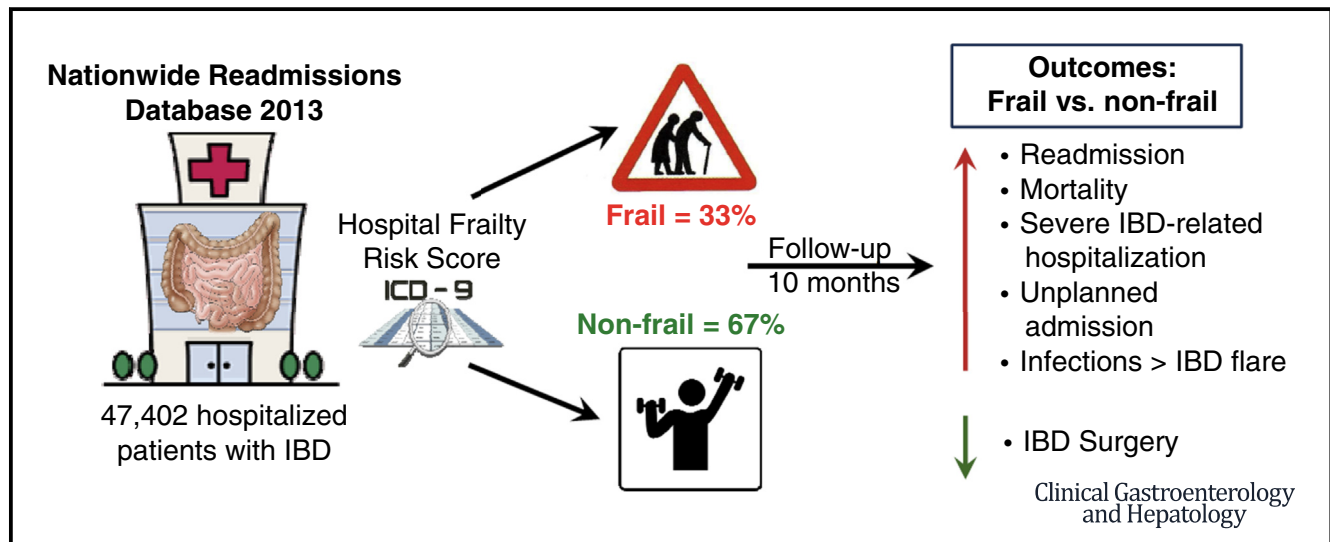 Nationwide Readmissions
Database 2013
47,402 hospitalized
patients with IBD
Hospital Frailty
Risk Score
ICD - 9
Frail = 33%
Non-frail = 67%
Follow-up
10 months
Outcomes:
Frail vs. non-frail
• Readmission
• Mortality
• Severe IBD-related
hospitalization
• Unplanned
admission
• Infections > IBD flare
• IBD Surgery
Clinical Gastroenterology
and Hepatology